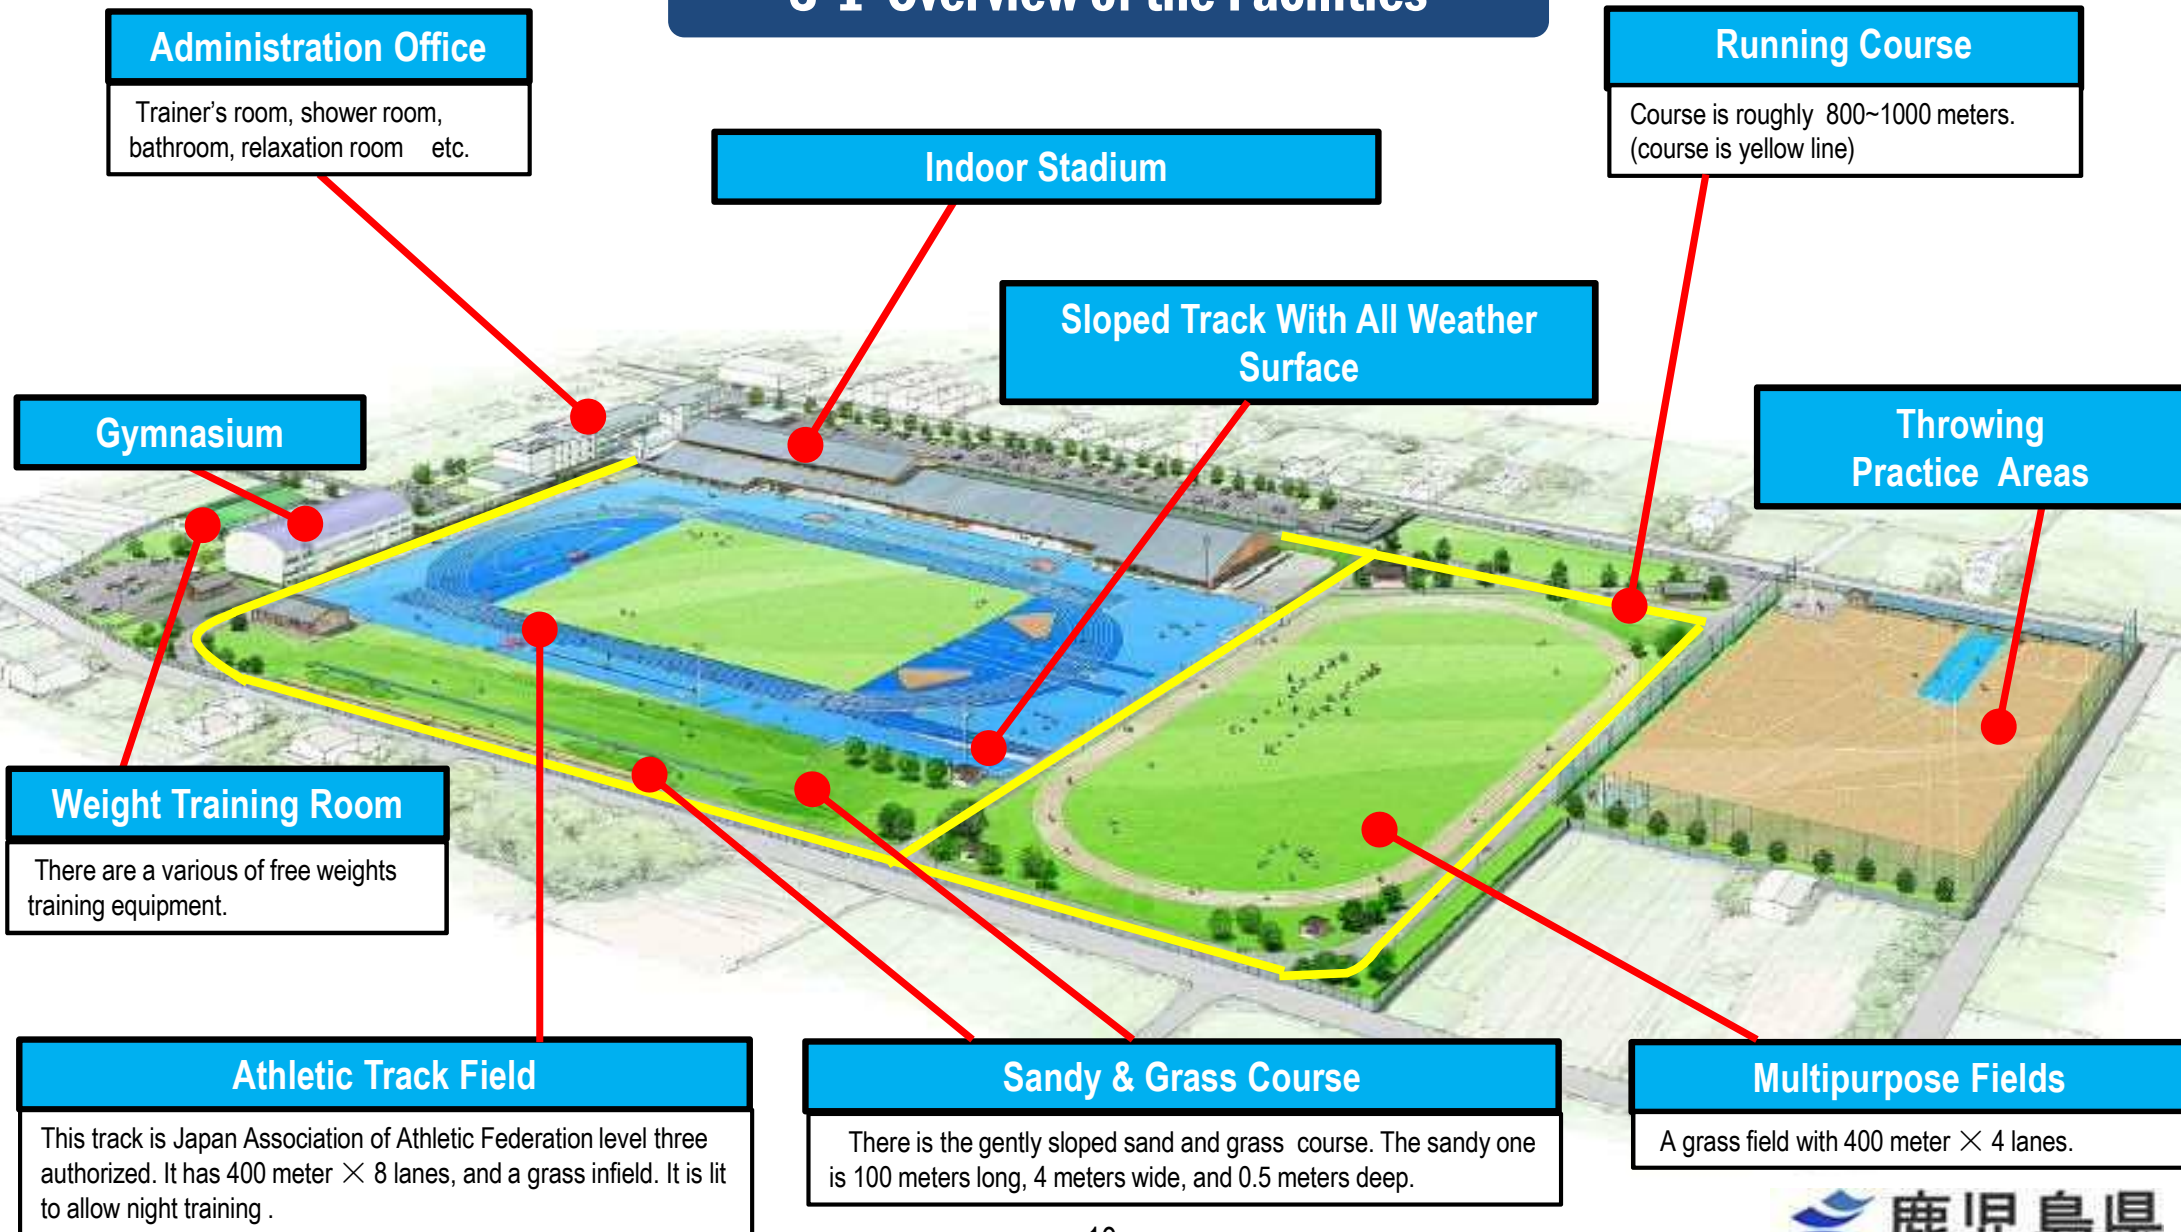 3-1 Overview of the Facilities
Administration Office
Trainer's room, shower room,
bathroom, relaxation room etc.
Running Course
Course is roughly 800~1000 meters.
(course is yellow line)
Indoor Stadium
Sloped Track With All Weather
Surface
Gymnasium
Throwing
Practice Areas
Weight Training Room
There are a various of free weights
training equipment.
Athletic Track Field
This track is Japan Association of Athletic Federation level three
authorized. It has 400 meter × 8 lanes, and a grass infield. It is lit
to allow night training .
Sandy & Grass Course
There is the gently sloped sand and grass course. The sandy one
is 100 meters long, 4 meters wide, and 0.5 meters deep.
Multipurpose Fields
A grass field with 400 meter × 4 lanes.
鹿児島県